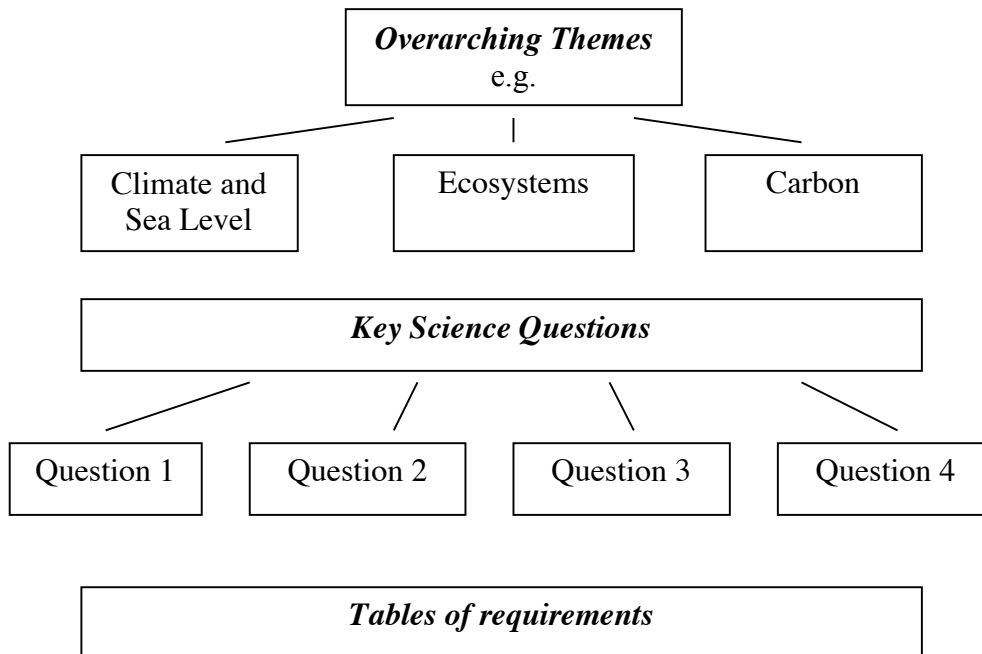 Overarching Themes
e.g.
Climate and
Sea Level
Ecosystems
Carbon
Key Science Questions
Question 1
Question 2
Question 3
Question 4
Tables of requirements